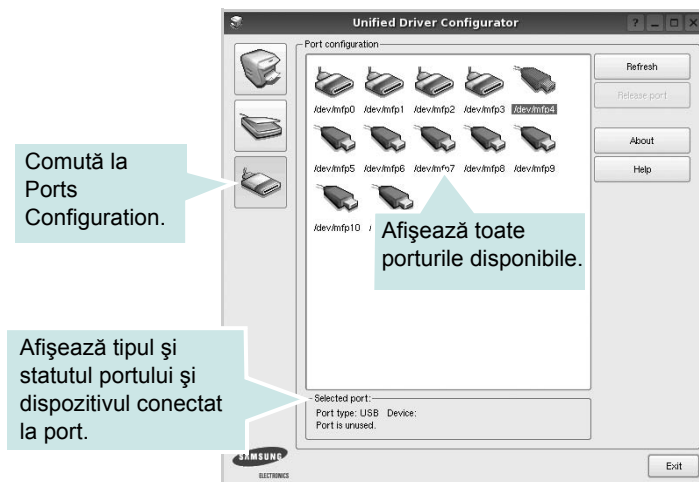 Unified Driver Configurator
Port configuration
/dev/mfp0
/dev/mfp1
/dev/mfp2
/dev/mfp3
/dev/mfp4
Refresh
Release port
About
Help
/dev/mfp5
/dev/mfp6
/dev/mfp7
/dev/mfp8
/dev/mfp9
Comută la
Ports
Configuration.
/dev/mfp10
Afişează toate
porturile disponibile.
Afişează tipul şi
statutul portului şi
dispozitivul conectat
la port.
Selected port:
Port type: USB Device:
Port is unused.
SAMSUNG
ELECTRONICS
Exit